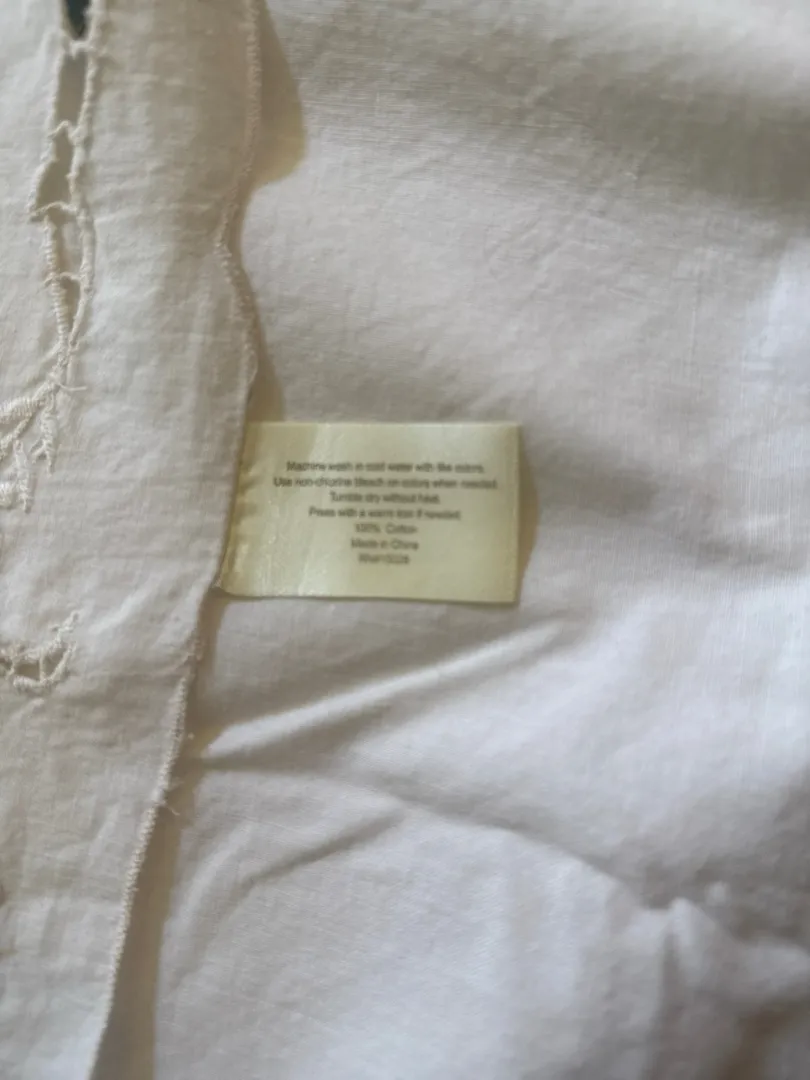 Machine wash in cold water with like colors.
Use non-chlorine bleach on colors when needed.
Tumble dry without heat.
Press with a warm iron if needed.
100% Cotton
Made in China